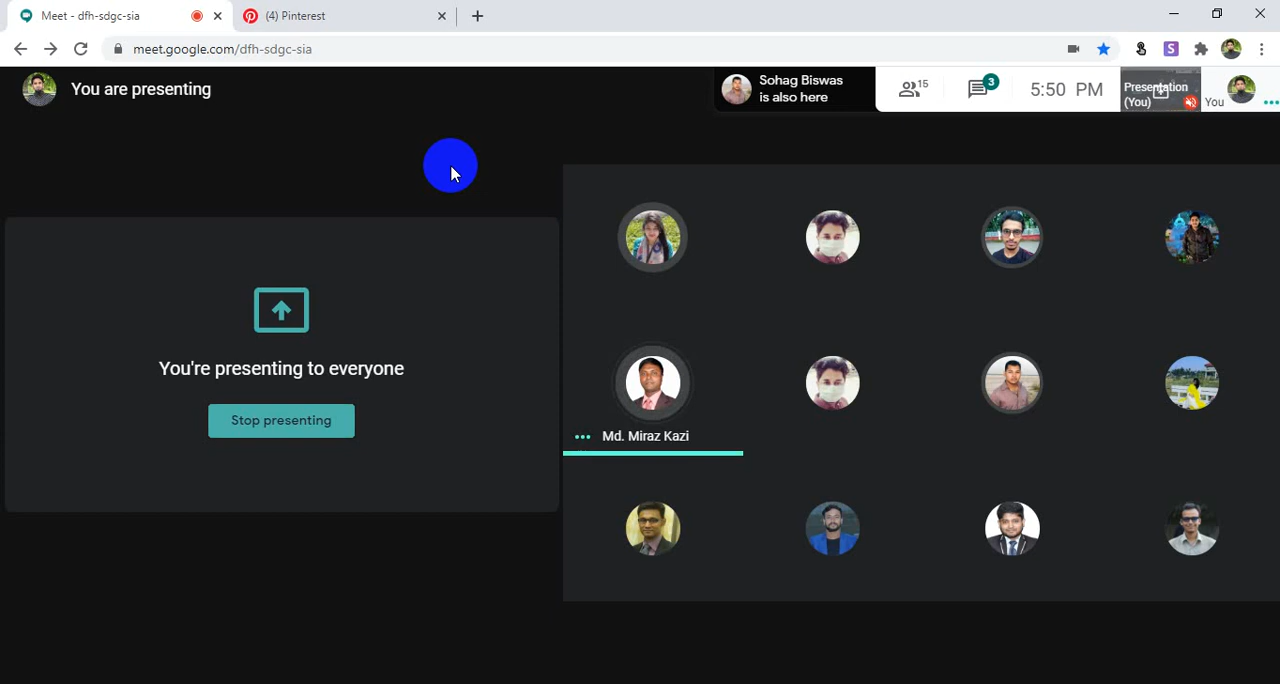 Meet - dfh-sdgc-sia
(4) Pinterest
meet.google.com/dfh-sdgc-sia
You are presenting
Sohag Biswas
is also here
15
3
5:50 PM
Presentation
(You)
You
You're presenting to everyone
Stop presenting
Md. Miraz Kazi